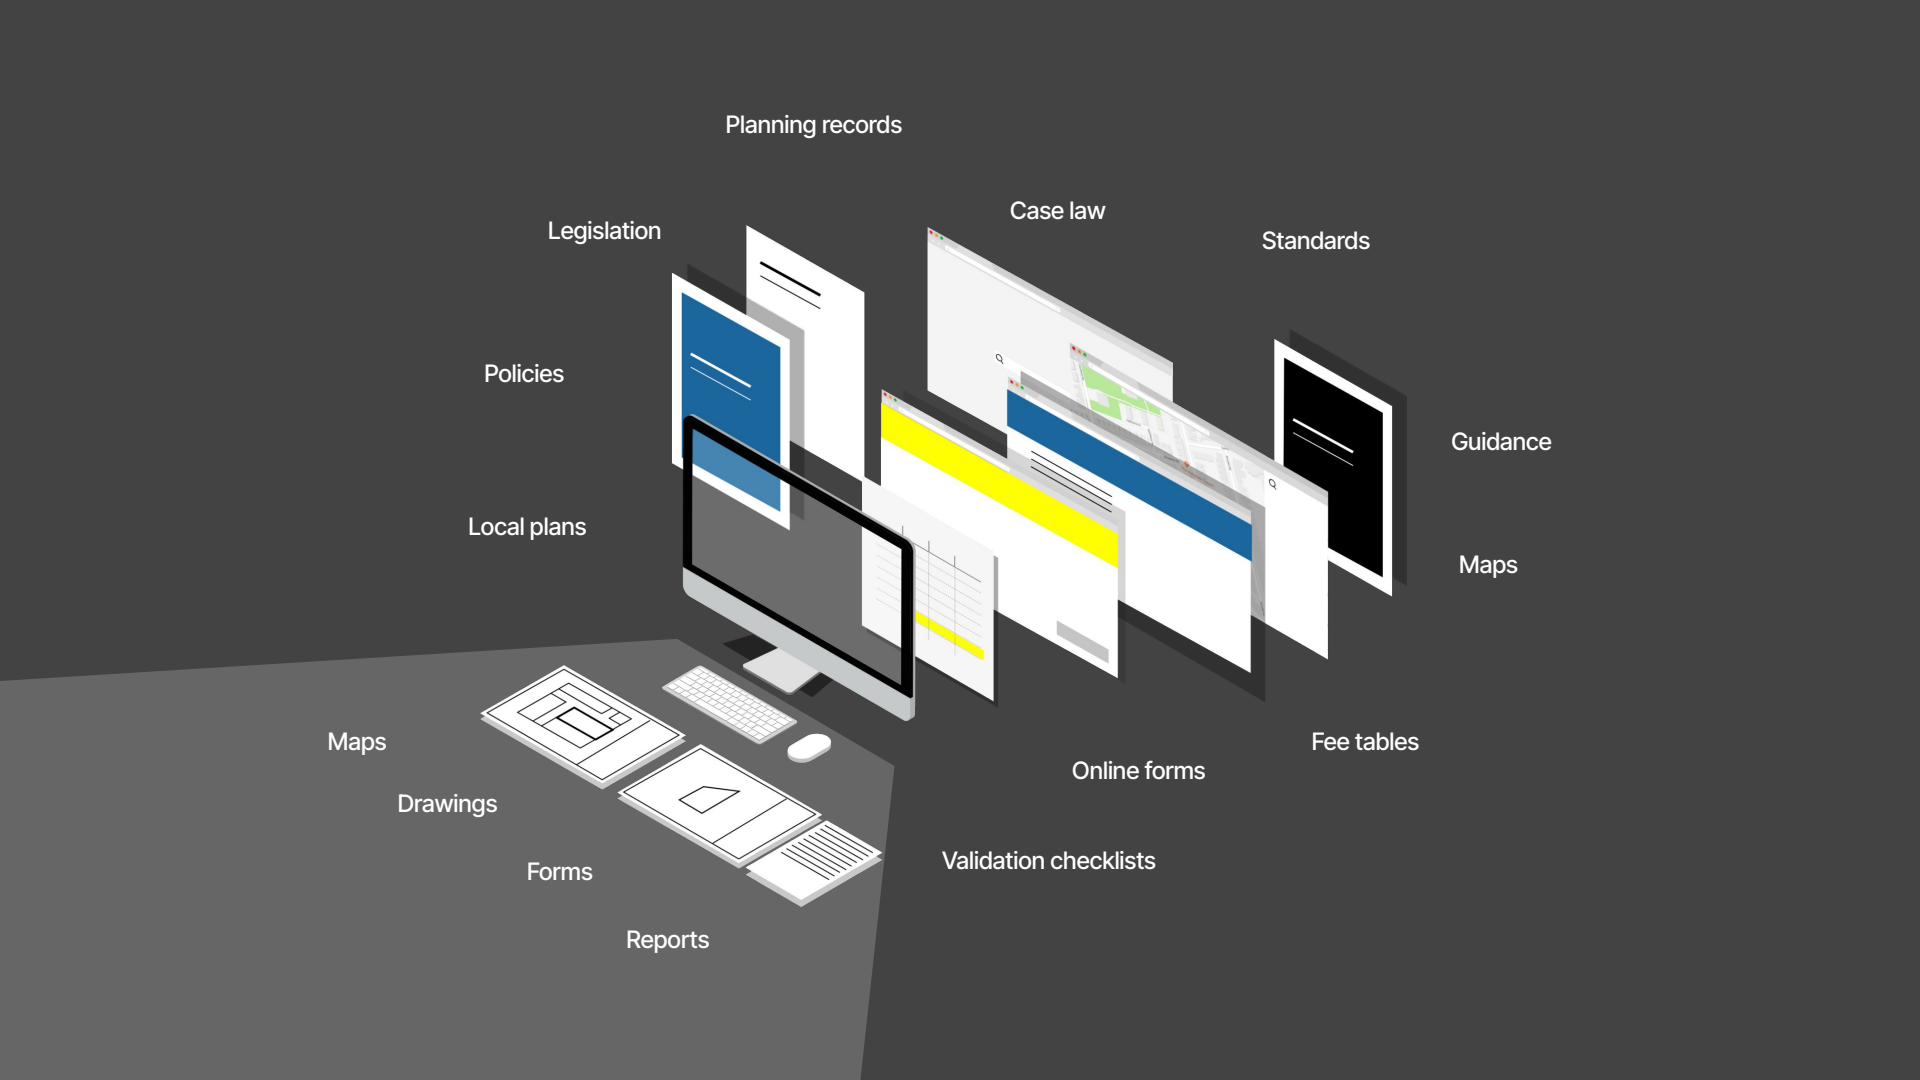 Planning records
Case law
Legislation
Standards
Policies
Guidance
Local plans
Maps
Maps
Fee tables
Online forms
Drawings
Validation checklists
Forms
Reports